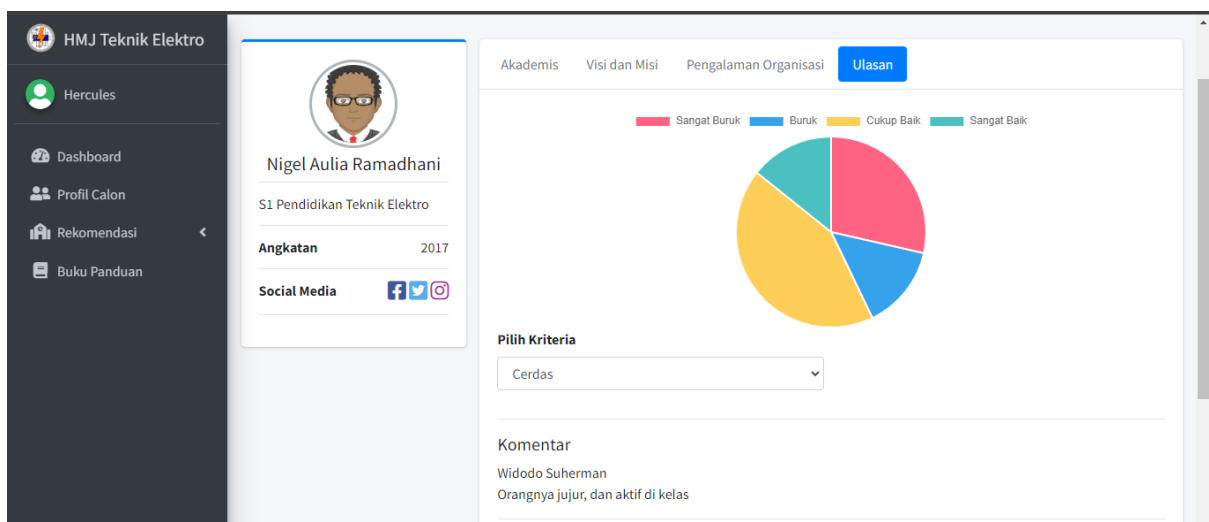 HMJ Teknik Elektro
Hercules
Dashboard
Profil Calon
Rekomendasi
Buku Panduan
Nigel Aulia Ramadhani
S1 Pendidikan Teknik Elektro
Angkatan 2017
Social Media
Akademis Visi dan Misi Pengalaman Organisasi Ulasan
Sangat Buruk Buruk Cukup Baik Sangat Baik
Pilih Kriteria
Cerdas
Komentar
Widodo Suherman
Orangnya jujur, dan aktif di kelas